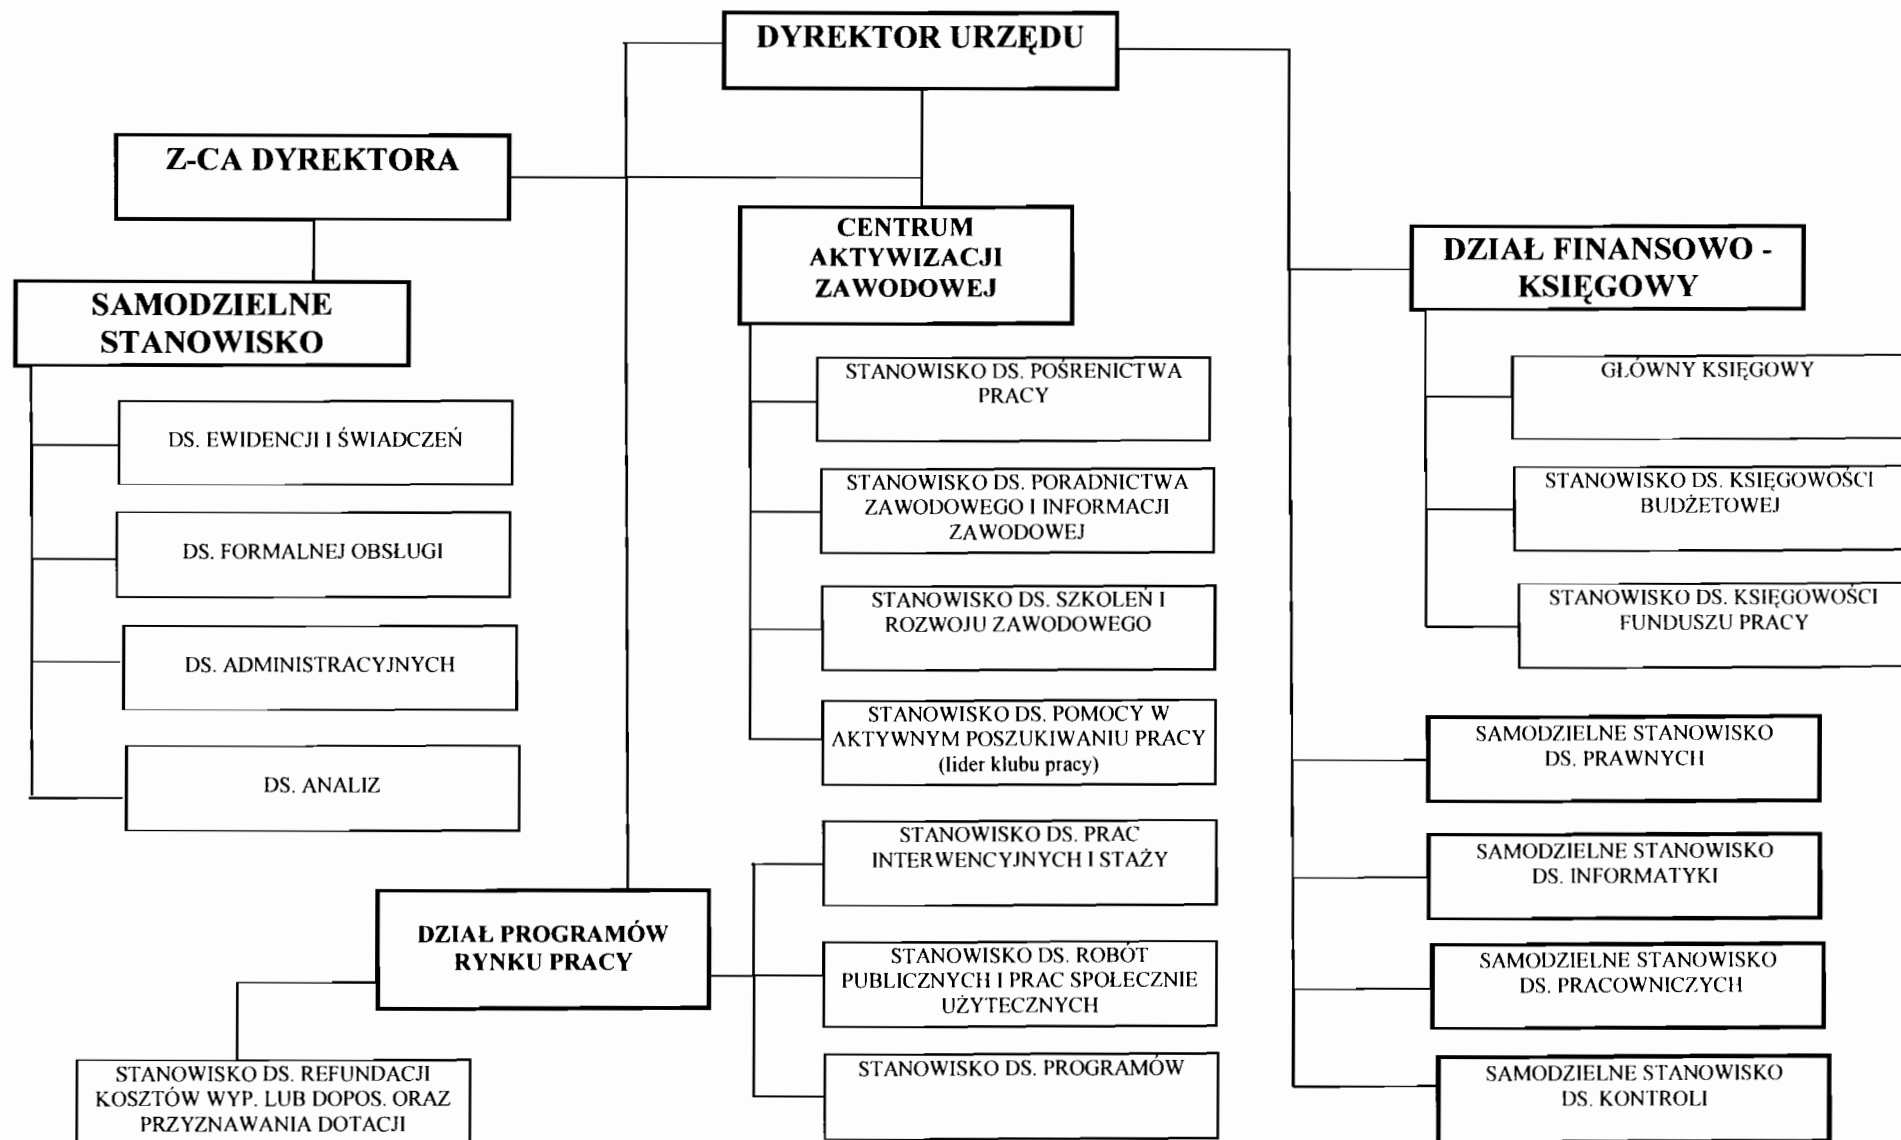 DYREKTOR URZĘDU
Z-CA DYREKTORA
SAMODZIELNE
STANOWISKO
DS. EWIDENCJI I ŚWIADCZEŃ
DS. FORMALNEJ OBSŁUGI
DS. ADMINISTRACYJNYCH
DS. ANALIZ
CENTRUM
AKTYWIZACJI
ZAWODOWEJ
STANOWISKO DS. POŚRENICTWA
PRACY
STANOWISKO DS. PORADNICTWA
ZAWODOWEGO I INFORMACJI
ZAWODOWEJ
STANOWISKO DS. SZKOLEŃ I
ROZWOJU ZAWODOWEGO
STANOWISKO DS. POMOCY W
AKTYWNYM POSZUKIWANIU PRACY
(lider klubu pracy)
DZIAŁ PROGRAMÓW
RYNKU PRACY
STANOWISKO DS. REFUNDACJI
KOSZTÓW WYP. LUB DOPOS. ORAZ
PRZYZNAWANIA DOTACJI
STANOWISKO DS. PRAC
INTERWENCYJNYCH I STAŻY
STANOWISKO DS. ROBÓT
PUBLICZNYCH I PRAC SPOŁECZNIE
UŻYTECZNYCH
STANOWISKO DS. PROGRAMÓW
DZIAŁ FINANSOWO -
KSIĘGOWY
GŁÓWNY KSIĘGOWY
STANOWISKO DS. KSIĘGOWOŚCI
BUDŻETOWEJ
STANOWISKO DS. KSIĘGOWOŚCI
FUNDUSZU PRACY
SAMODZIELNE STANOWISKO
DS. PRAWNYCH
SAMODZIELNE STANOWISKO
DS. INFORMATYKI
SAMODZIELNE STANOWISKO
DS. PRACOWNICZYCH
SAMODZIELNE STANOWISKO
DS. KONTROLI